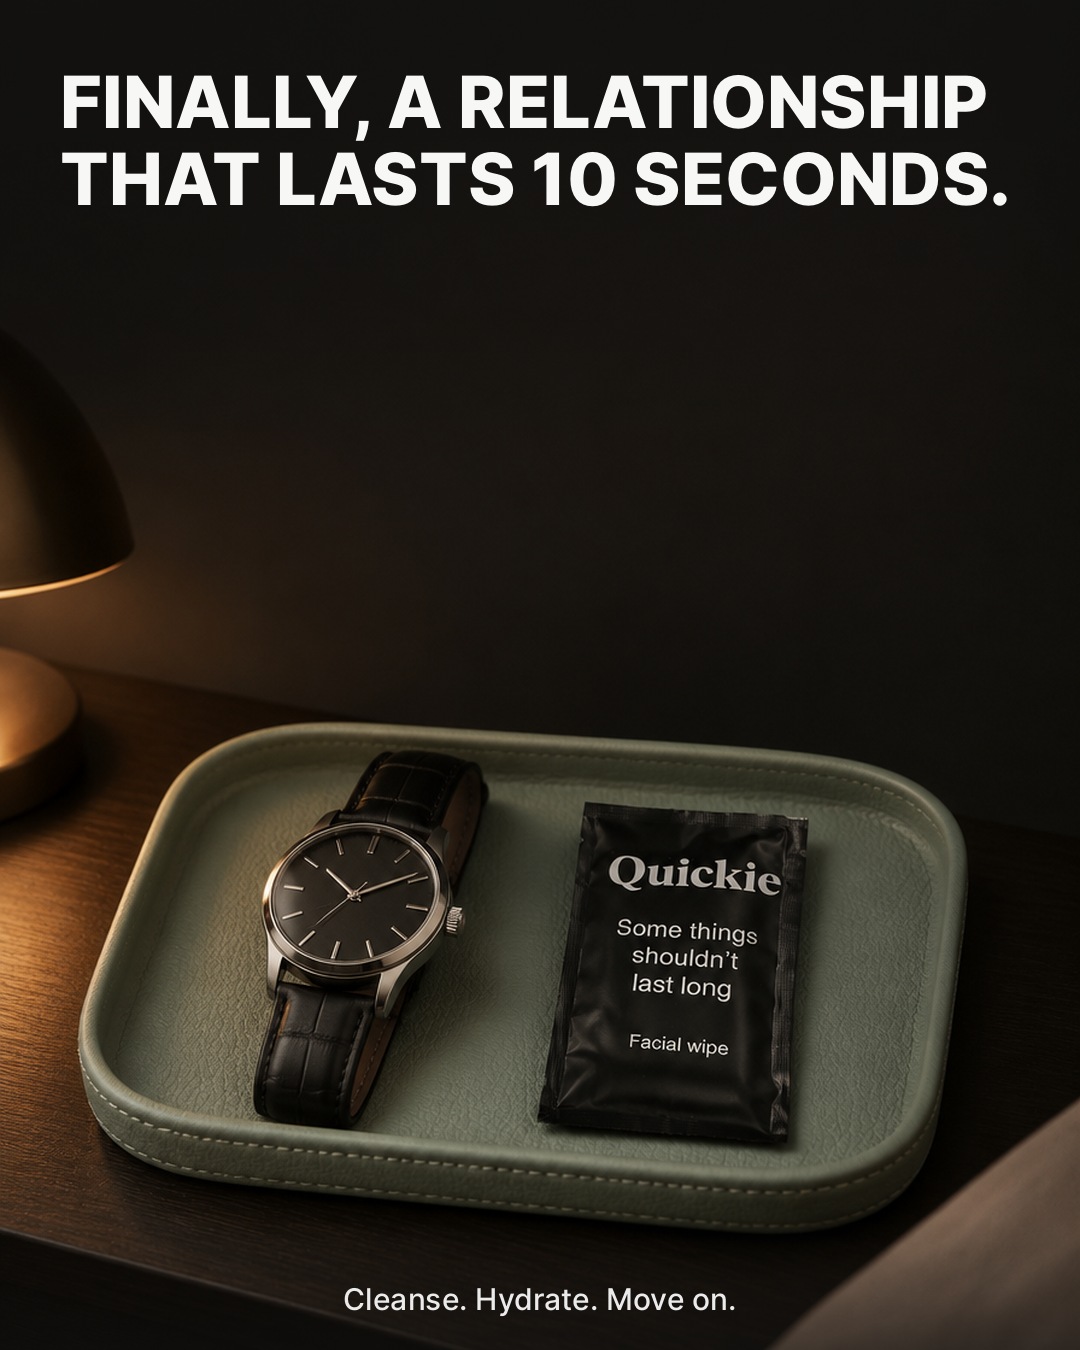 FINALLY, A RELATIONSHIP
THAT LASTS 10 SECONDS.
Quickie
Some things
shouldn’t
last long
Facial wipe
Cleanse. Hydrate. Move on.